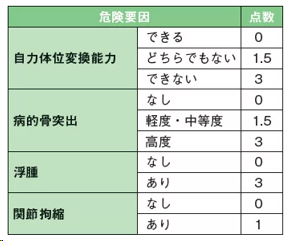 危険要因 点数
自力体位変換能力 できる 0
どちらでもない 1.5
できない 3
病的骨突出 なし 0
軽度・中等度 1.5
高度 3
浮腫 なし 0
あり 3
関節拘縮 なし 0
あり 1